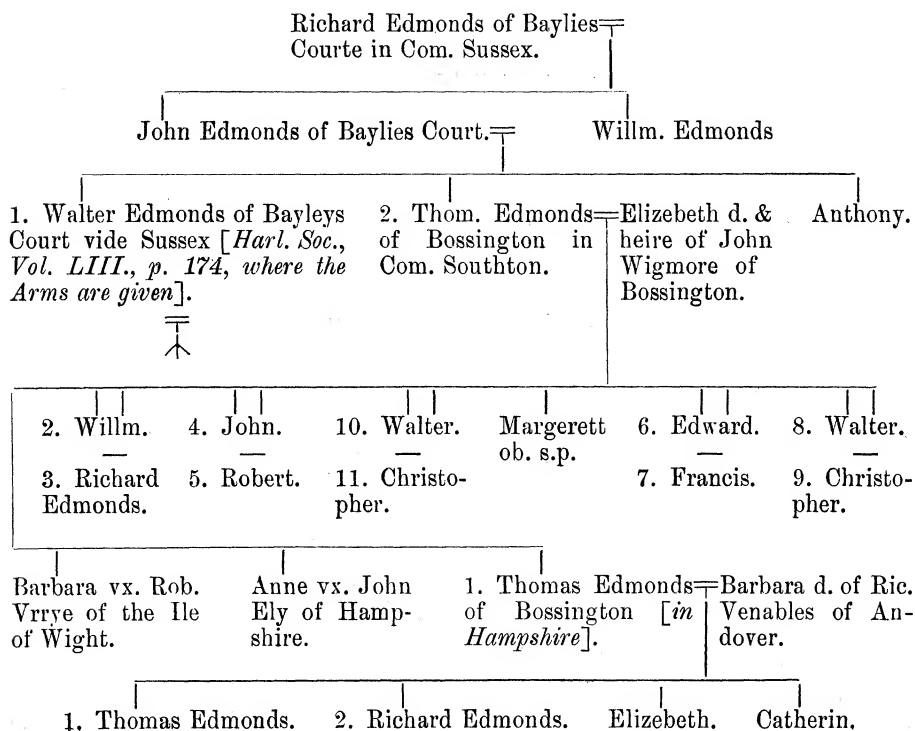 Richard Edmonds of Baylies
Courte in Com. Sussex.
John Edmonds of Baylies Court.
Willm. Edmonds
1. Walter Edmonds of Bayleys
Court vide Sussex [Harl. Soc.,
Vol. LIII., p. 174, where the
Arms are given].
2. Thom. Edmonds
of Bossington in
Com. Southton.
Elizebeth d. &
heire of John
Wigmore of
Bossington.
Anthony.
2. Willm.
3. Richard
Edmonds.
4. John.
5. Robert.
10. Walter.
11. Christo-
pher.
Margerett
ob. s.p.
6. Edward.
7. Francis.
8. Walter.
9. Christo-
pher.
Barbara vx. Rob.
Vrrye of the Ile
of Wight.
Anne vx. John
Ely of Hamp-
shire.
1. Thomas Edmonds
of Bossington [in
Hampshire].
Barbara d. of Ric.
Venables of An-
dover.
1. Thomas Edmonds.
2. Richard Edmonds.
Elizebeth.
Catherin.